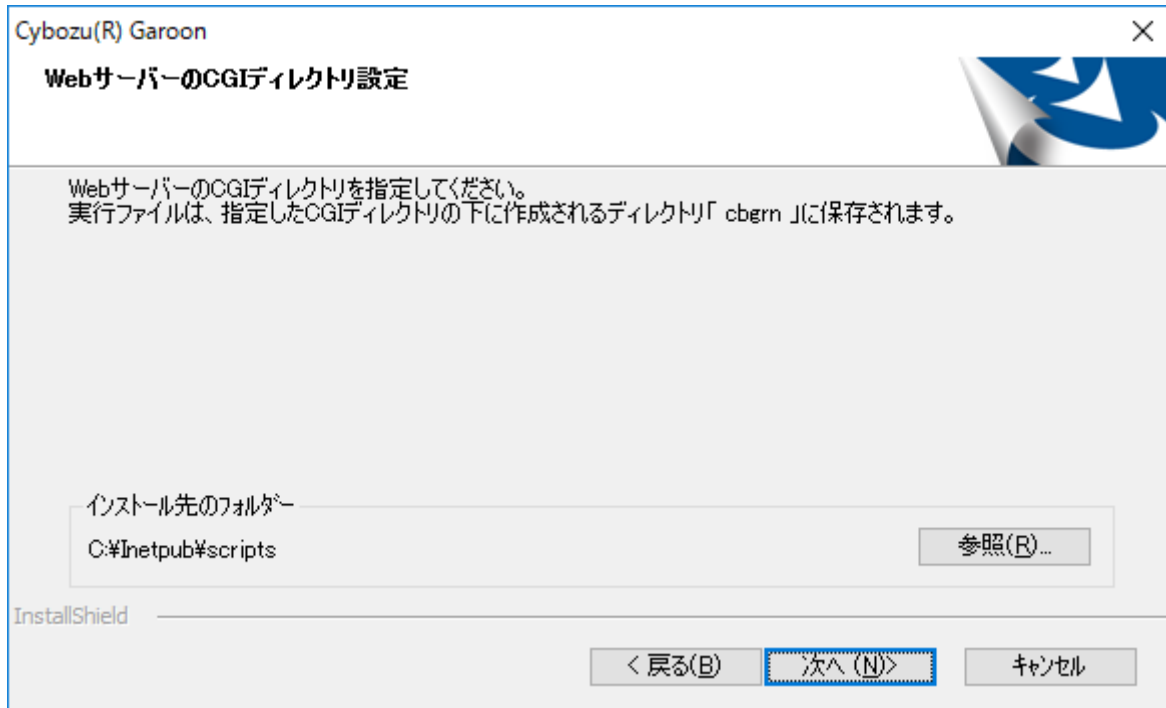 Cybozu(R) Garoon
WebサーバーのCGIディレクトリ設定
WebサーバーのCGIディレクトリを指定してください。
実行ファイルは、指定したCGIディレクトリの下に作成されるディレクトリ「 cbgrn 」に保存されます。
インストール先のフォルダー
C:¥Inetpub¥scripts
参照(R)...
InstallShield
< 戻る(B)
次へ (N)>
キャンセル